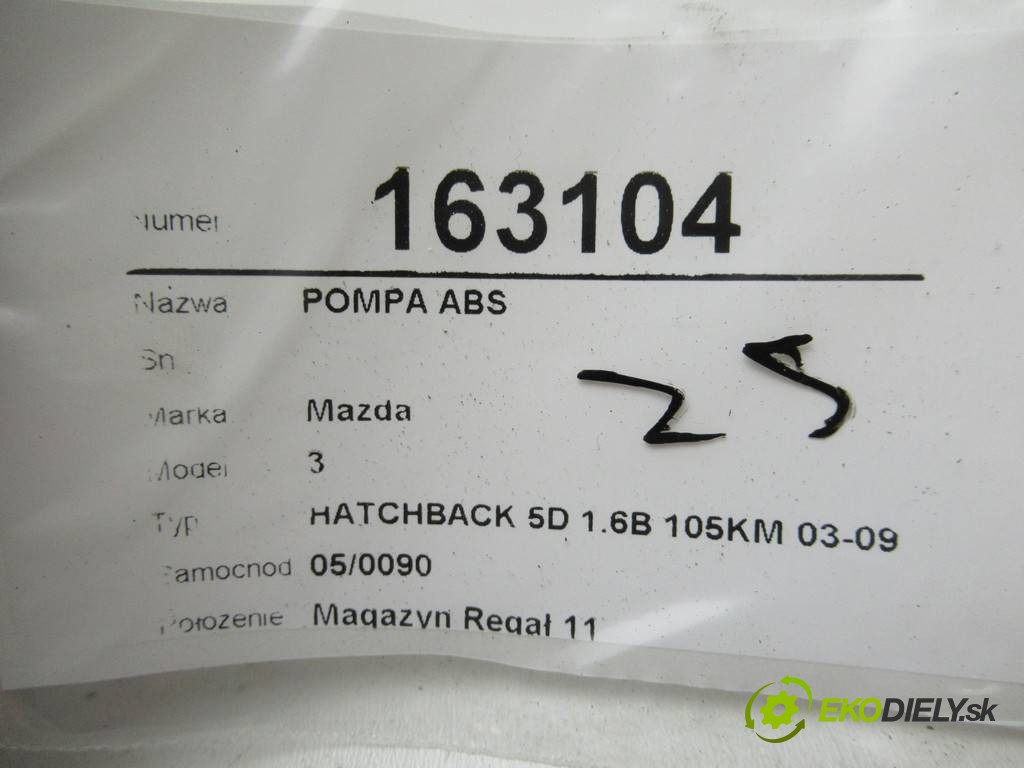 Numer 163104
Nazwa POMPA ABS
Sn
Marka Mazda
Model 3
Typ HATCHBACK 5D 1.6B 105KM 03-09
Samochód 05/0090
Położenie Magazyn Regał 11
25
EKODIELY.sk